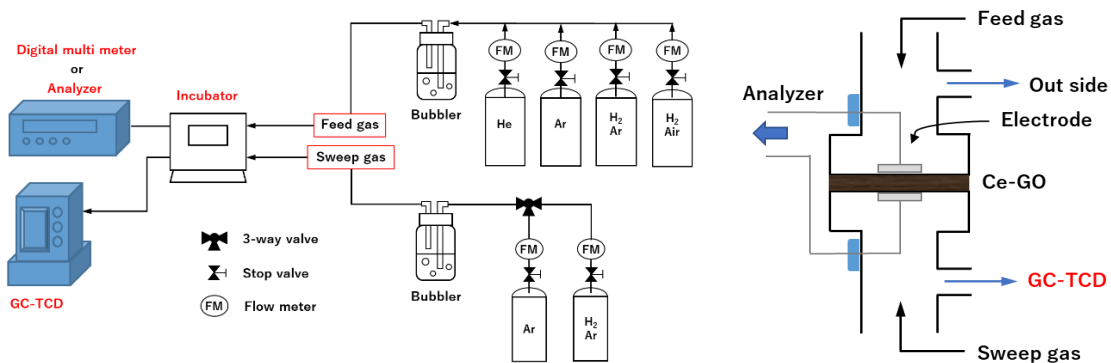 Digital multi meter
or
Analyzer
Incubator
Feed gas
Sweep gas
GC-TCD
Bubbler
FM
FM
FM
FM
He
Ar
H2
Ar
H2
Air
3-way valve
Stop valve
FM
Flow meter
Bubbler
FM
FM
Ar
H2
Ar
Feed gas
Out side
Analyzer
Electrode
Ce-GO
GC-TCD
Sweep gas